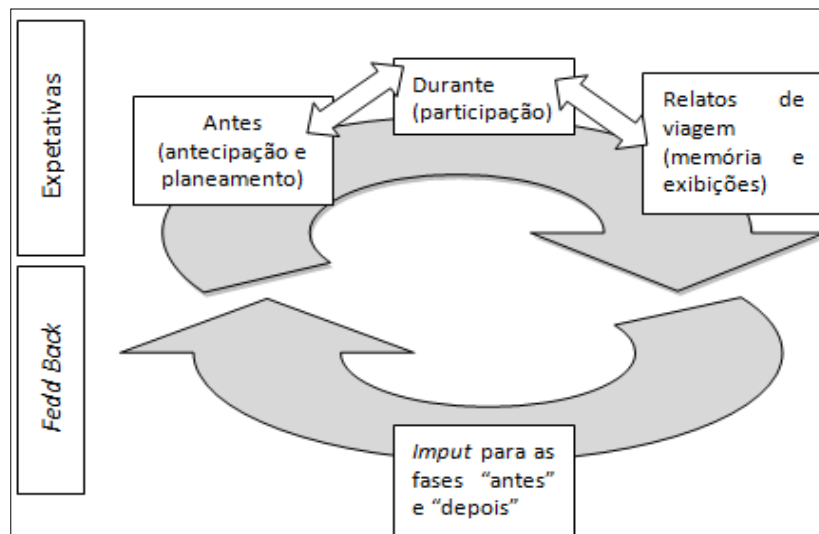 Expetativas
Antes
(antecipação e
planeamento)
Durante
(participação)
Relatos de
viagem
(memória e
exibições)
Fedd Back
Imput para as
fases “antes”
e “depois”